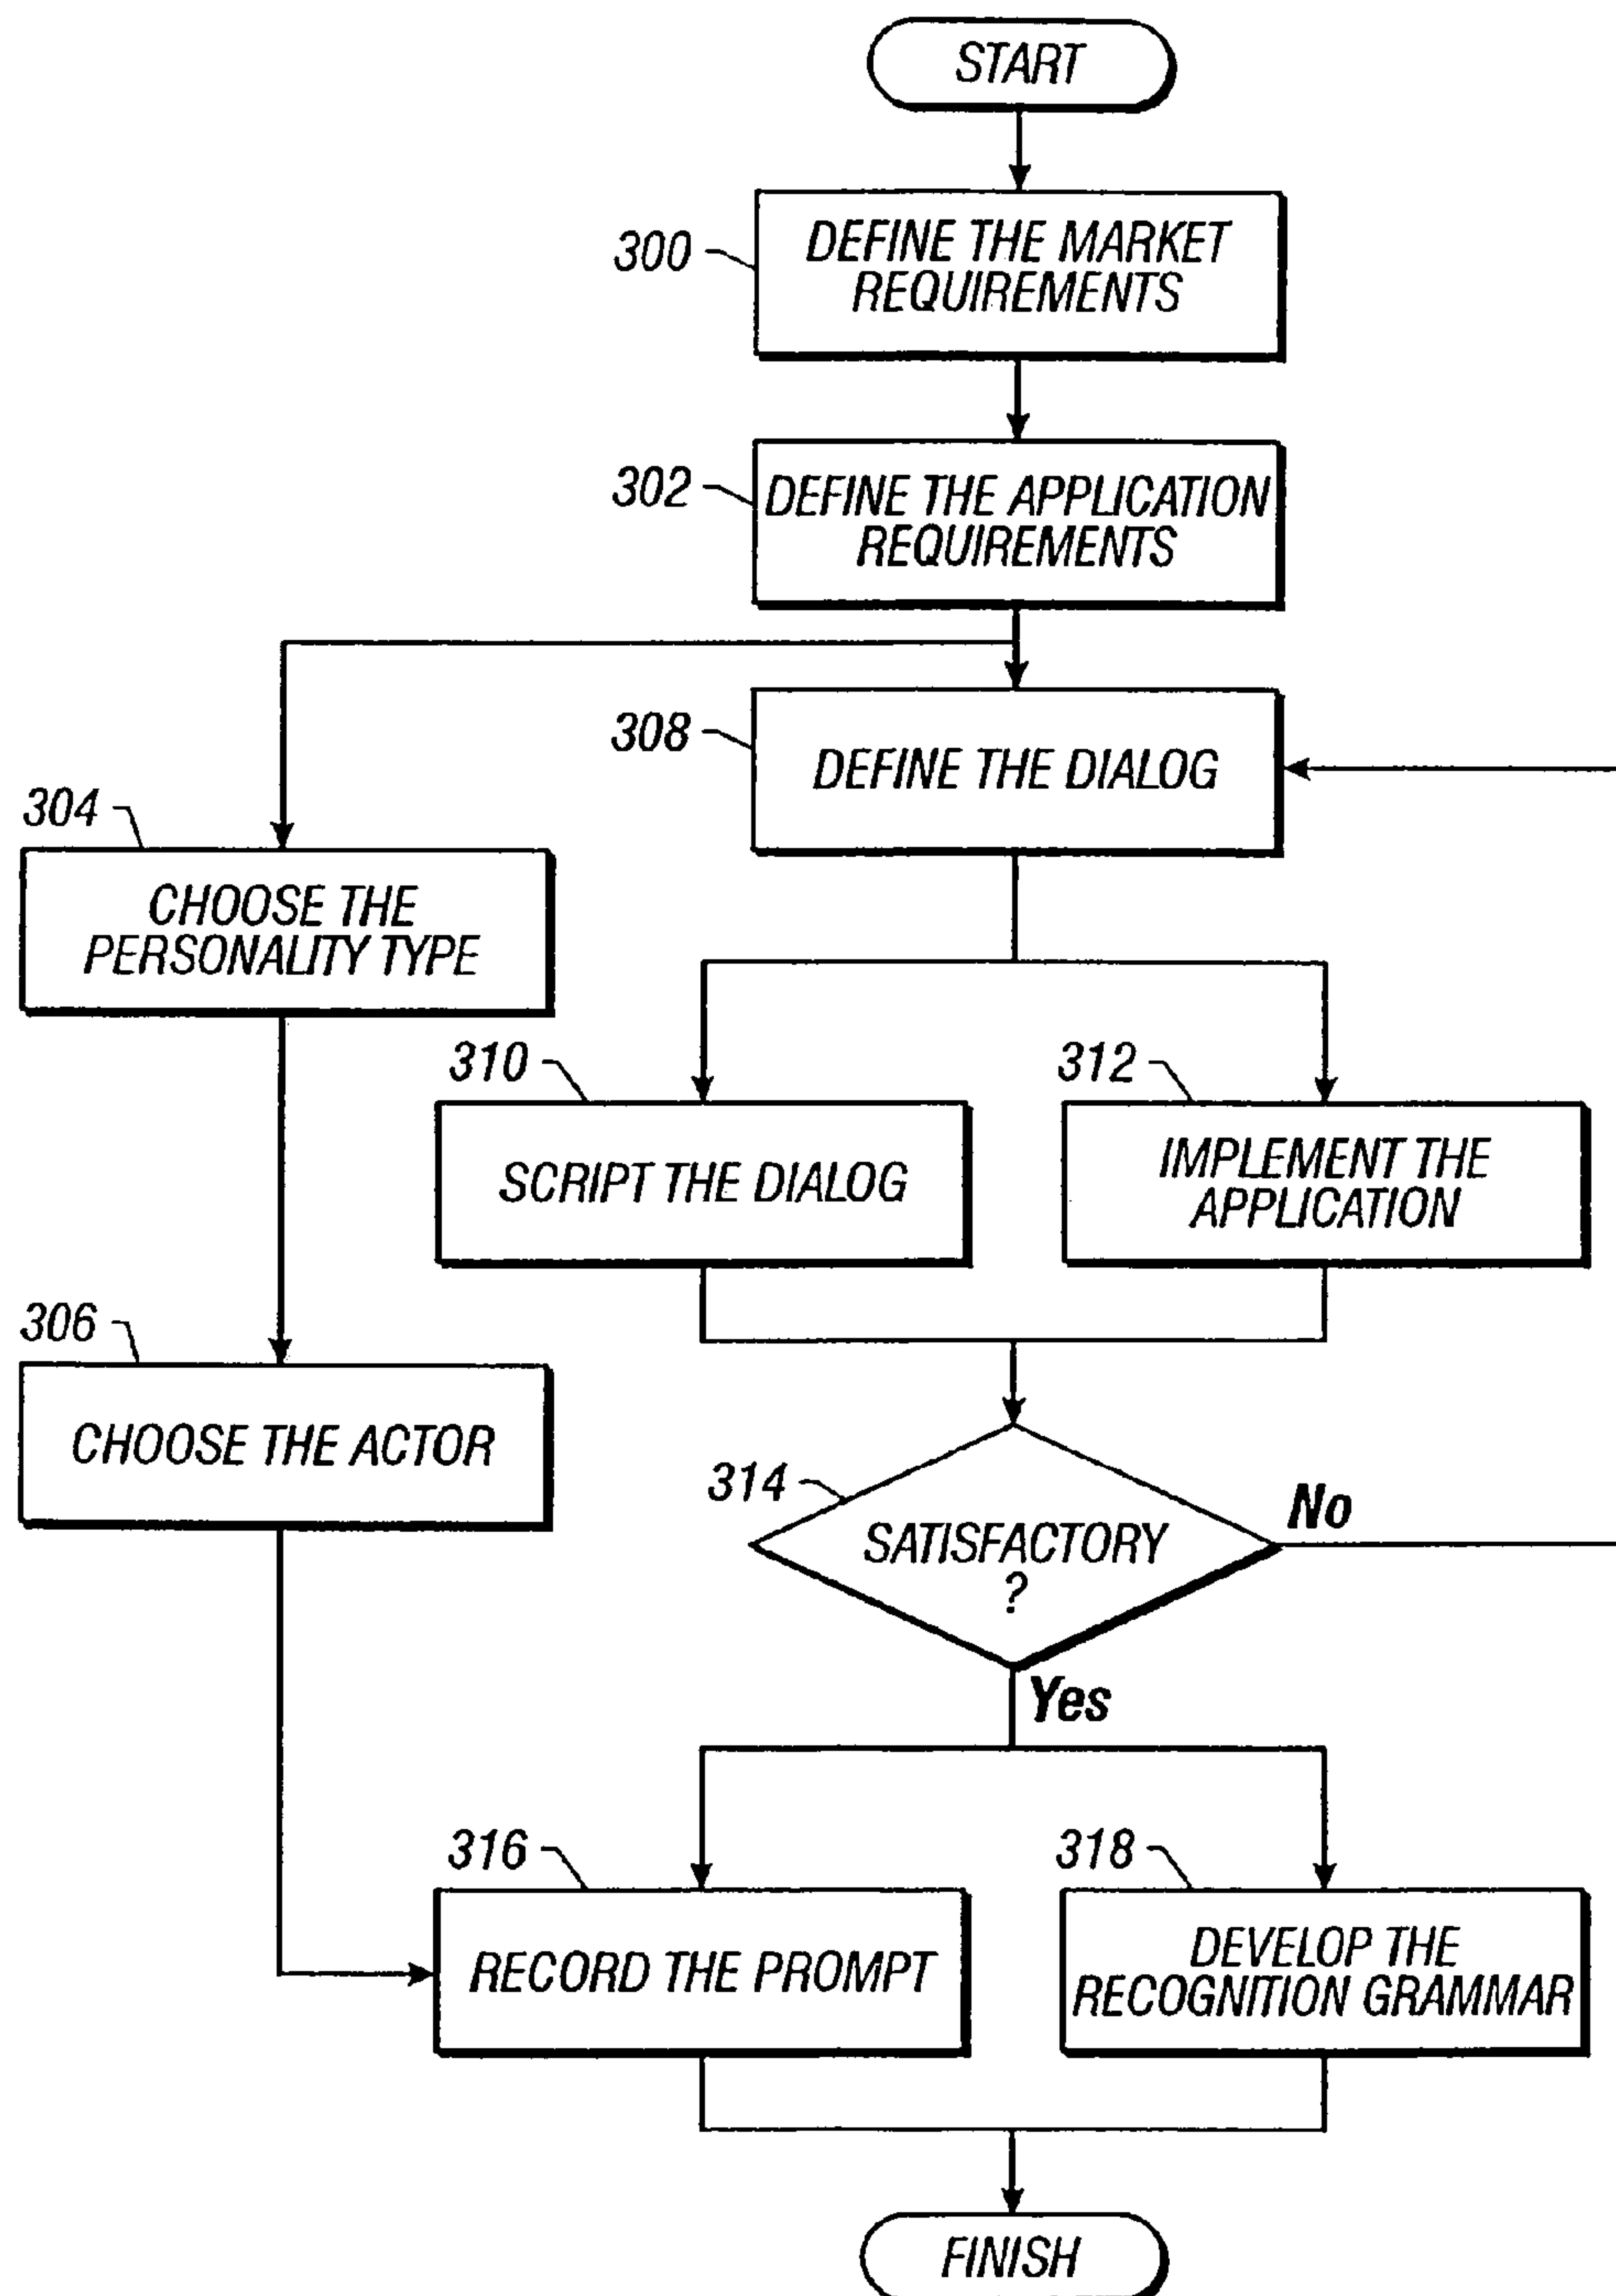 START
300
DEFINE THE MARKET
REQUIREMENTS
302
DEFINE THE APPLICATION
REQUIREMENTS
308
DEFINE THE DIALOG
304
CHOOSE THE
PERSONALITY TYPE
310
SCRIPT THE DIALOG
312
IMPLEMENT THE
APPLICATION
306
CHOOSE THE ACTOR
314
SATISFACTORY
?
No
Yes
316
RECORD THE PROMPT
318
DEVELOP THE
RECOGNITION GRAMMAR
FINISH